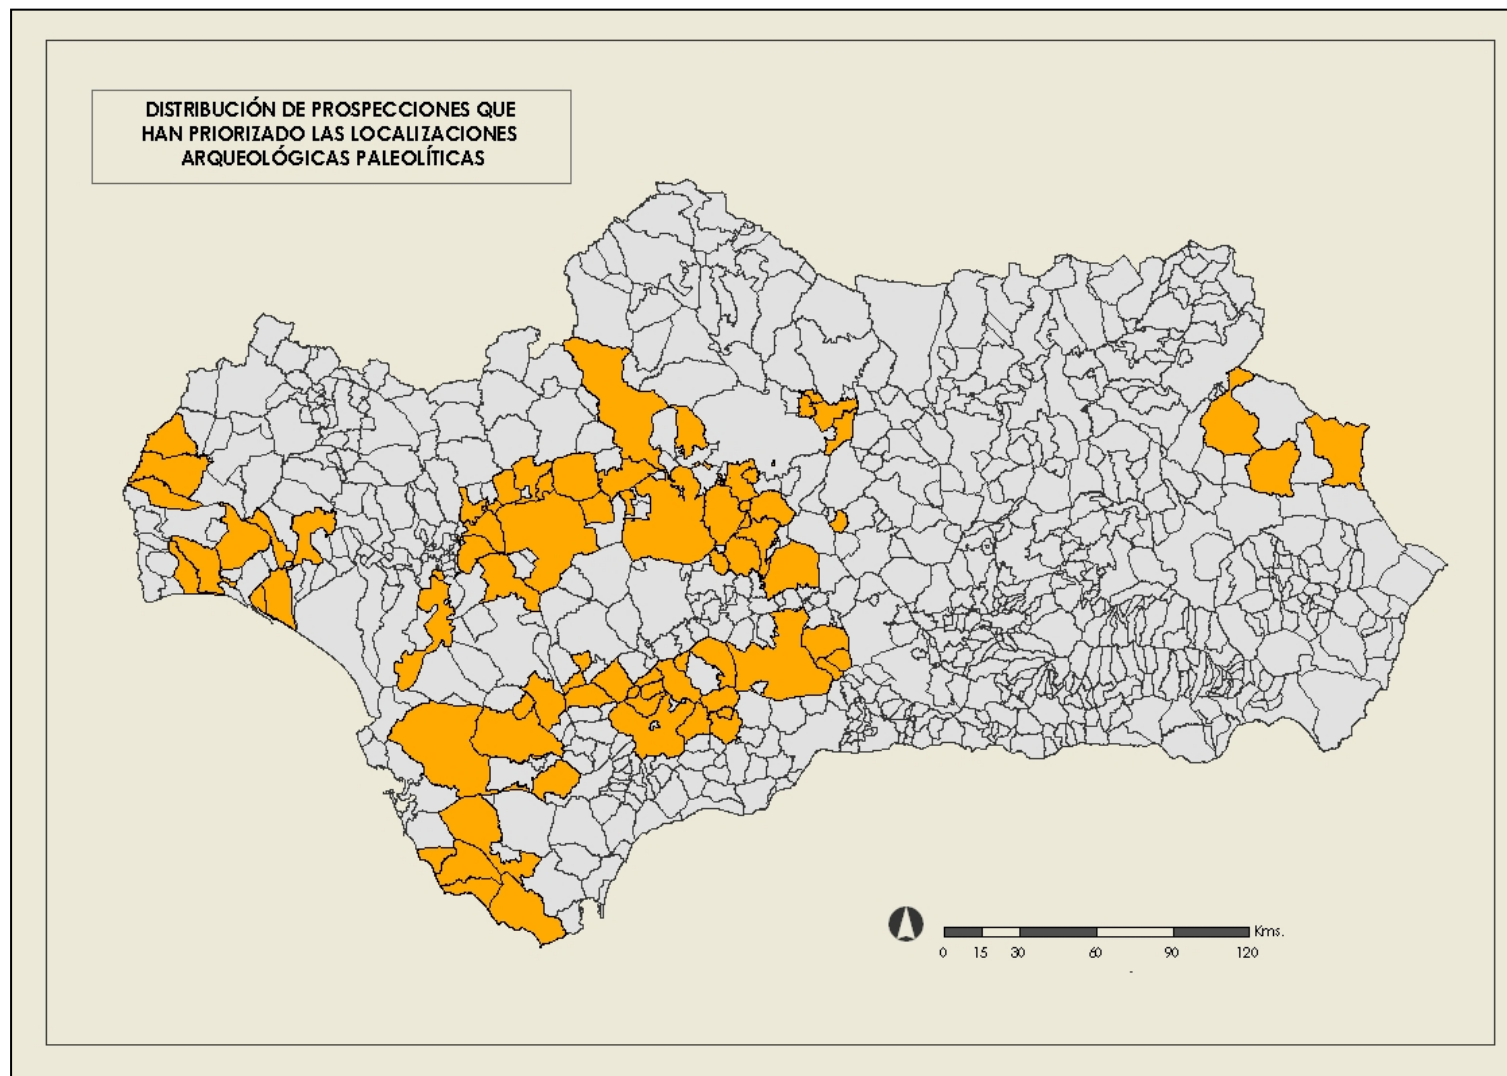 DISTRIBUCIÓN DE PROSPECCIONES QUE
HAN PRIORIZADO LAS LOCALIZACIONES
ARQUEOLÓGICAS PALEOLÍTICAS
Kms.
0 15 30 60 90 120